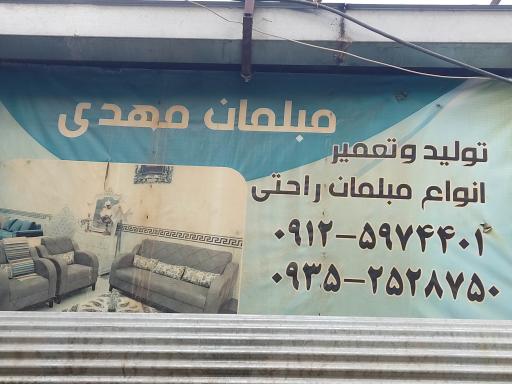 مبلمان مهدی
تولید و تعمیر
انواع مبلمان راحتی
۰۹۱۲-۵۹۷۴۴۰۱
۰۹۳۵-۲۵۲۸۷۵۰